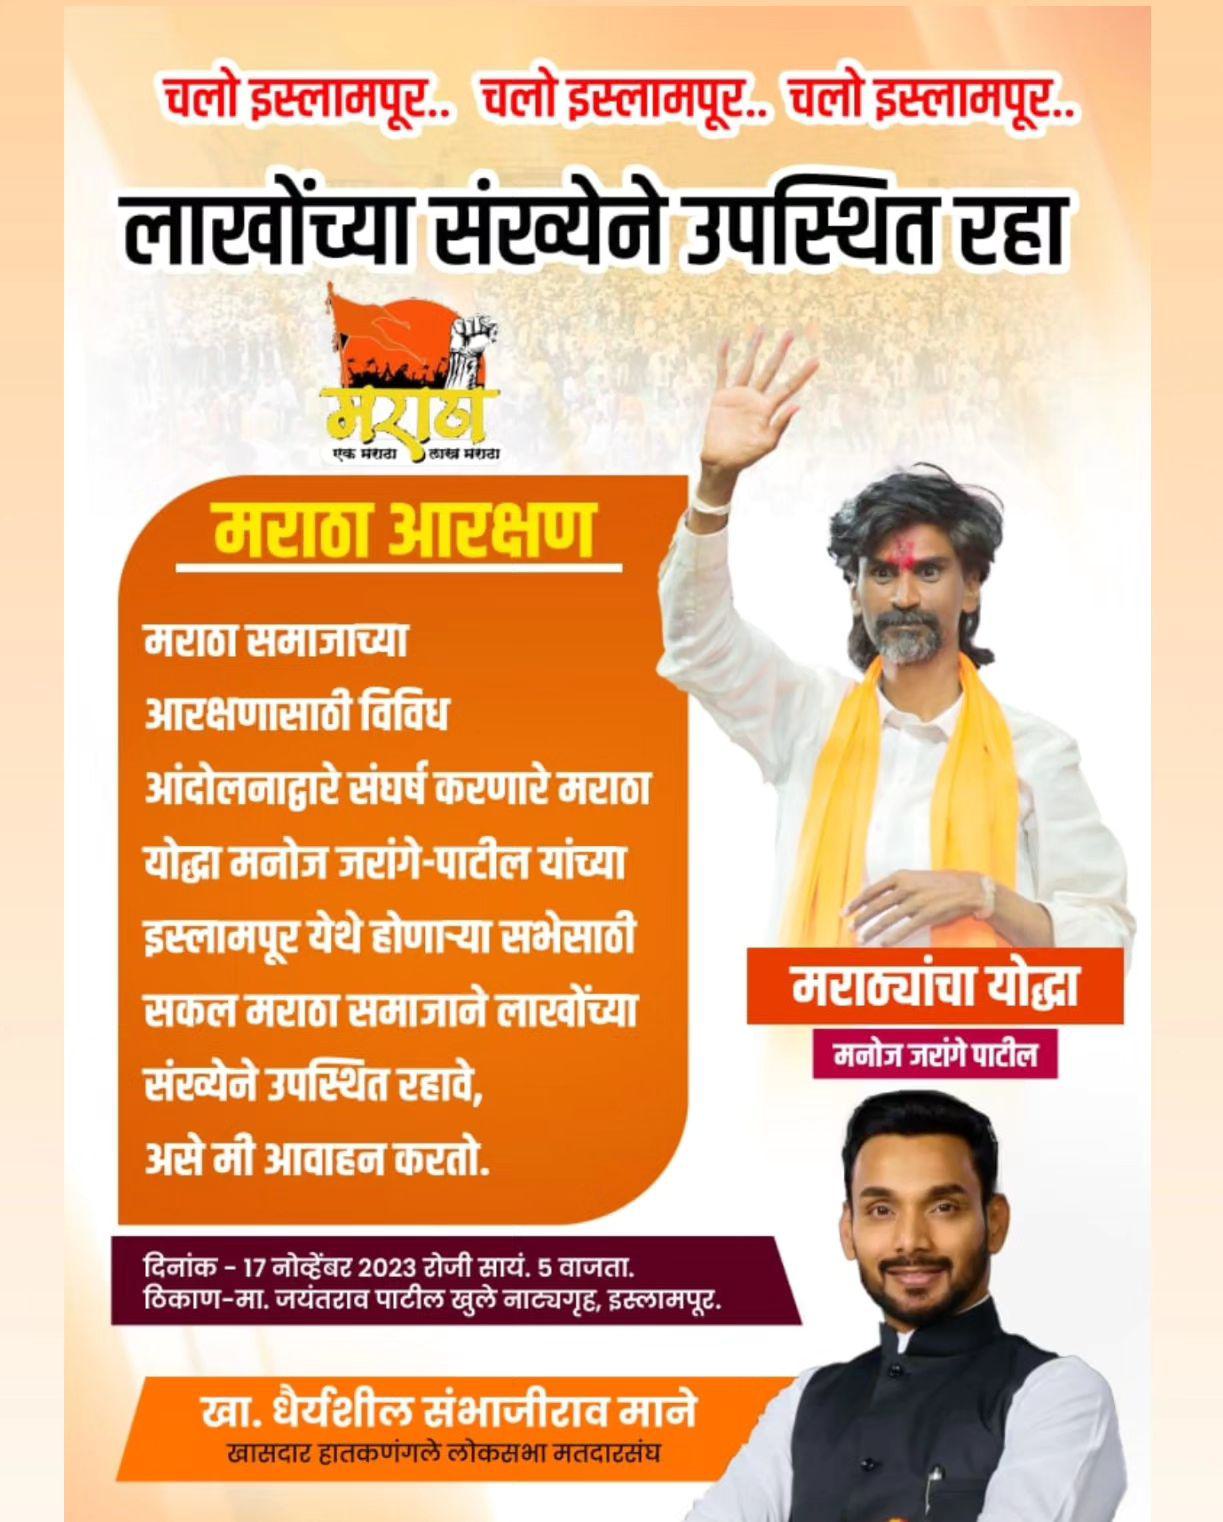 चलो इस्लामपूर.. चलो इस्लामपूर.. चलो इस्लामपूर..
लाखोंच्या संख्येने उपस्थित रहा
मराठा
एक मराठा लाख मराठा
मराठा आरक्षण
मराठा समाजाच्या
आरक्षणासाठी विविध
आंदोलनाद्वारे संघर्ष करणारे मराठा
योद्धा मनोज जरांगे-पाटील यांच्या
इस्लामपूर येथे होणाऱ्या सभेसाठी
सकल मराठा समाजाने लाखोंच्या
संख्येने उपस्थित रहावे,
असे मी आवाहन करतो.
मराठ्यांचा योद्धा
मनोज जरांगे पाटील
दिनांक - 17 नोव्हेंबर 2023 रोजी सायं. 5 वाजता.
ठिकाण-मा. जयंतराव पाटील खुले नाट्यगृह, इस्लामपूर.
खा. धैर्यशील संभाजीराव माने
खासदार हातकणंगले लोकसभा मतदारसंघ